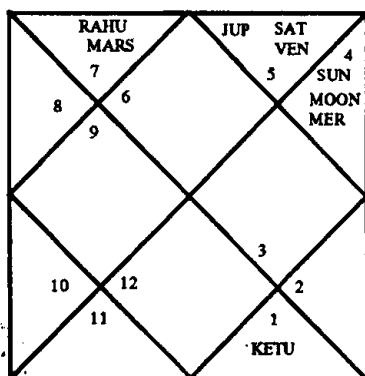 RAHU
MARS
7
8
6
9
JUP
SAT
VEN
5
4
SUN
MOON
MER
3
10
12
2
11
1
KETU